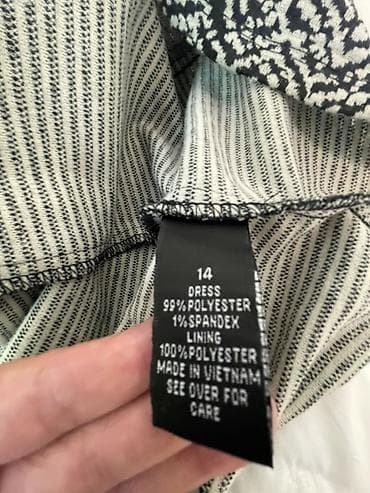 14
DRESS
99%POLYESTER
1%SPANDEX
LINING
100%POLYESTER
MADE IN VIETNAM
SEE OVER FOR
CARE